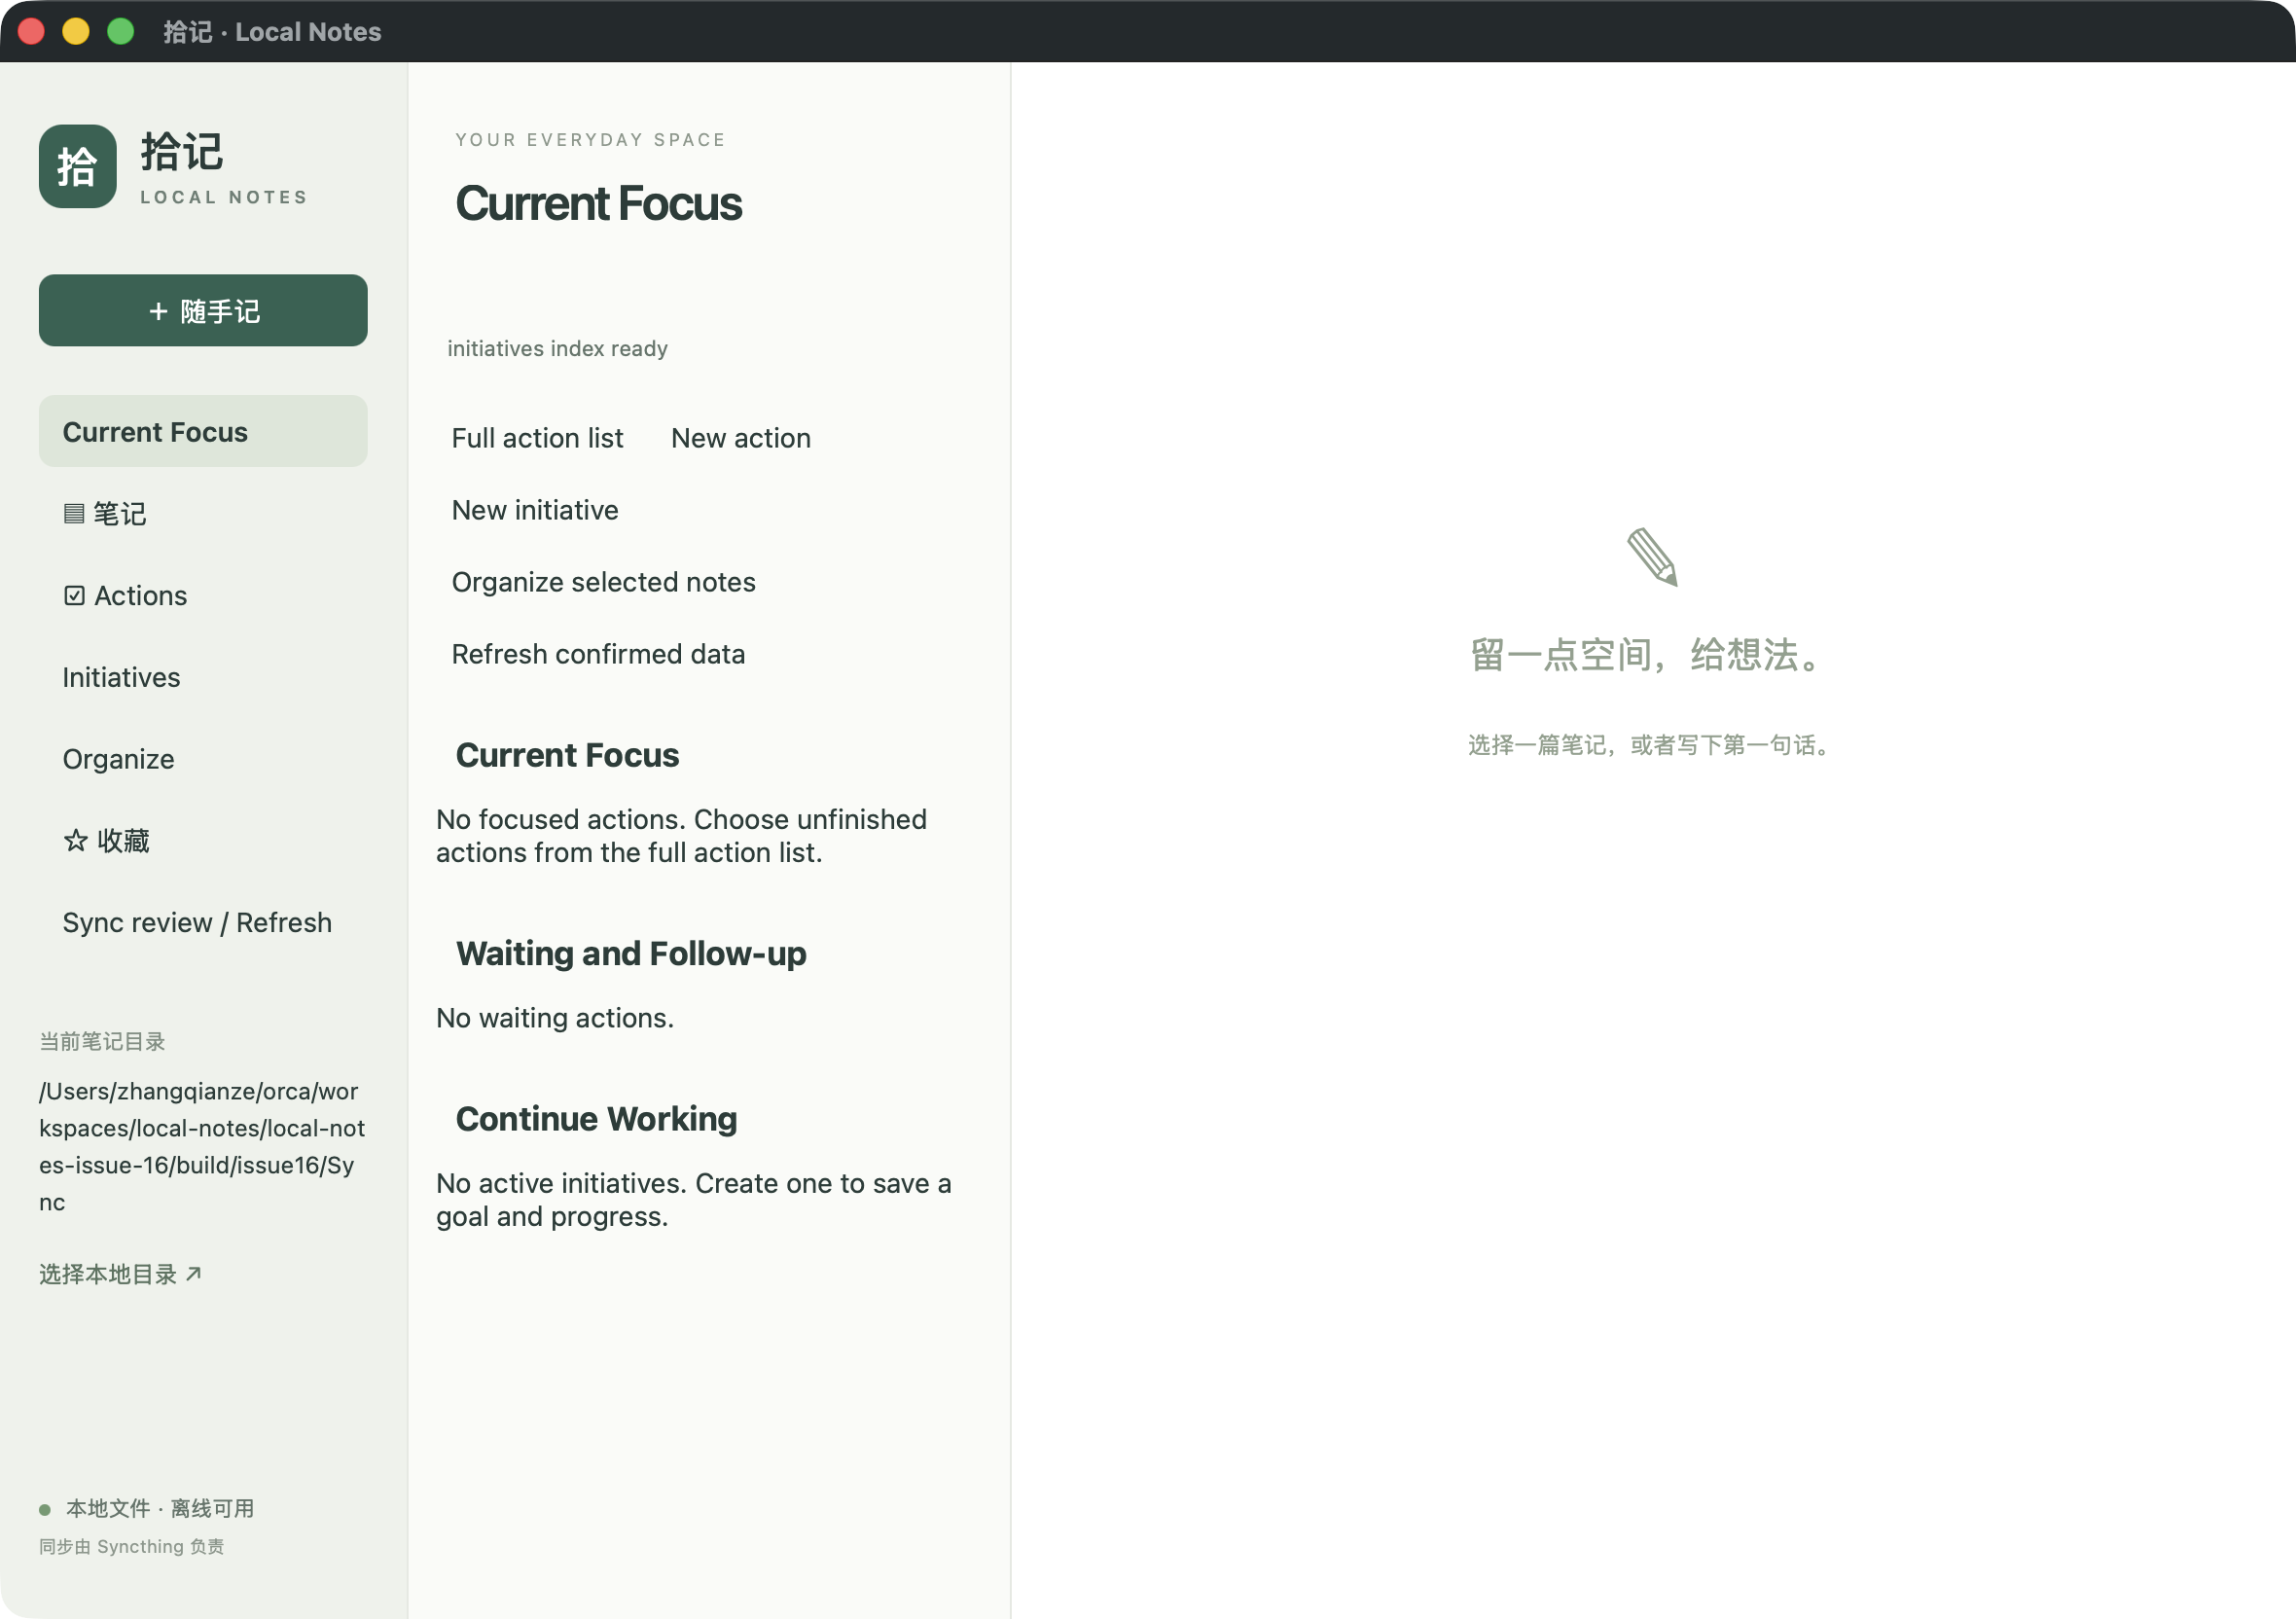 拾记 · Local Notes
拾
拾记
LOCAL NOTES
+ 随手记
Current Focus
▤ 笔记
☑ Actions
Initiatives
Organize
☆ 收藏
Sync review / Refresh
当前笔记目录
/Users/zhangqianze/orca/wor
kspaces/local-notes/local-not
es-issue-16/build/issue16/Sy
nc
选择本地目录 ↗
本地文件 · 离线可用
同步由 Syncthing 负责
YOUR EVERYDAY SPACE
Current Focus
initiatives index ready
Full action list New action
New initiative
Organize selected notes
Refresh confirmed data
Current Focus
No focused actions. Choose unfinished
actions from the full action list.
Waiting and Follow-up
No waiting actions.
Continue Working
No active initiatives. Create one to save a
goal and progress.
留一点空间，给想法。
选择一篇笔记，或者写下第一句话。